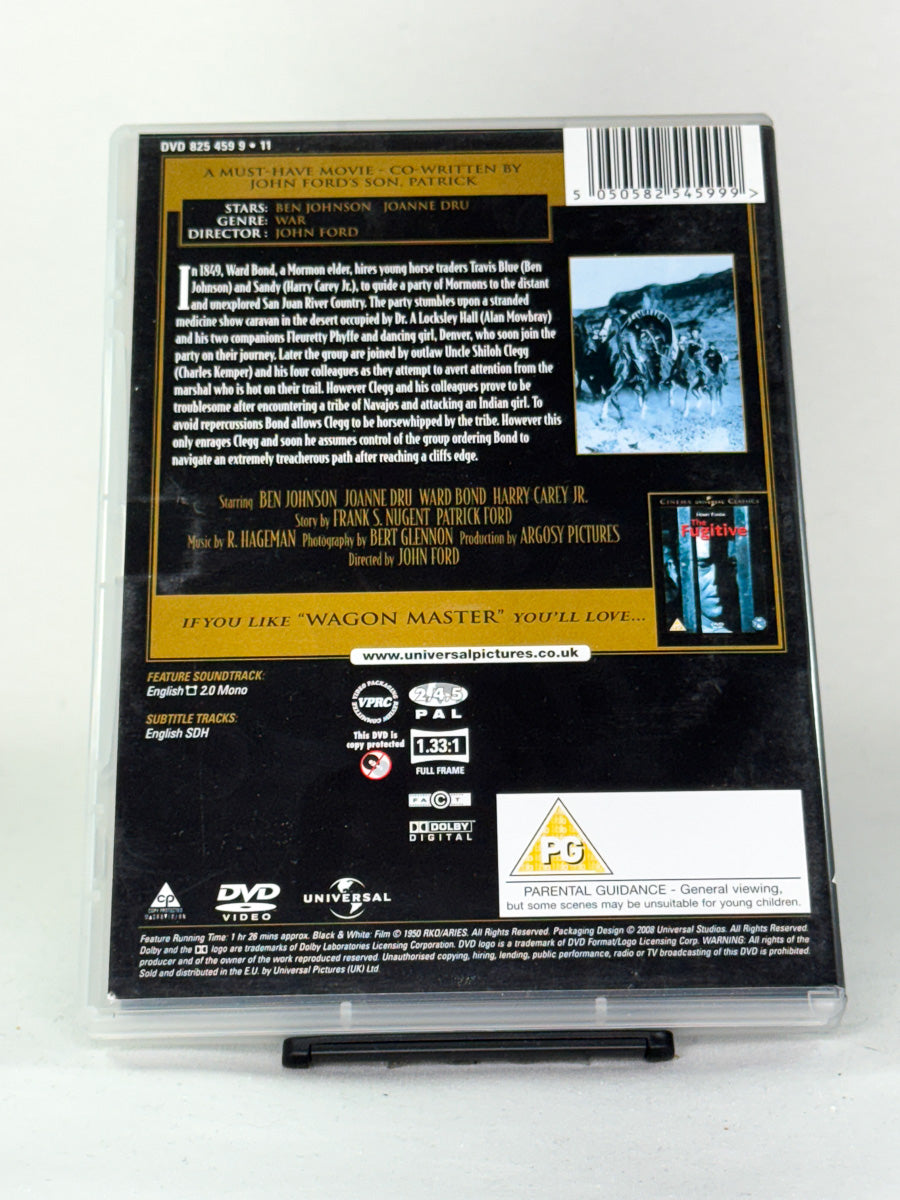 DVD 825 459 9 • 11
5 050582 545999 >
A MUST-HAVE MOVIE - CO-WRITTEN BY
JOHN FORD'S SON, PATRICK
STARS: BEN JOHNSON JOANNE DRU
GENRE: WAR
DIRECTOR: JOHN FORD
In 1849, Ward Bond, a Mormon elder, hires young horse traders Travis Blue (Ben
Johnson) and Sandy (Harry Carey Jr.), to guide a party of Mormons to the distant
and unexplored San Juan River Country. The party stumbles upon a stranded
medicine show caravan in the desert occupied by Dr. A Locksley Hall (Alan Mowbray)
and his two companions Fleuretty Phyffe and dancing girl, Denver, who soon join the
party on their journey. Later the group are joined by outlaw Uncle Shiloh Clegg
(Charles Kemper) and his four colleagues as they attempt to avert attention from the
marshal who is hot on their trail. However Clegg and his colleagues prove to be
troublesome after encountering a tribe of Navajos and attacking an Indian girl. To
avoid repercussions Bond allows Clegg to be horsewhipped by the tribe. However this
only enrages Clegg and soon he assumes control of the group ordering Bond to
navigate an extremely treacherous path after reaching a cliffs edge.
Starring BEN JOHNSON JOANNE DRU WARD BOND HARRY CAREY JR.
Story by FRANK S. NUGENT PATRICK FORD
Music by R. HAGEMAN Photography by BERT GLENNON Production by ARGOSY PICTURES
Directed by JOHN FORD
CINEMA UNIVERSAL CLASSICS
HENRY FONDA
The
Fugitive
IF YOU LIKE "WAGON MASTER" YOU'LL LOVE...
www.universalpictures.co.uk
FEATURE SOUNDTRACK:
English 2.0 Mono
SUBTITLE TRACKS:
English SDH
VIDEO PACKAGING REVIEW COMMITTEE
VPRC
This DVD is
copy protected
2.4.5
PAL
1.33:1
FULL FRAME
FACT
DOLBY
DIGITAL
PG
PARENTAL GUIDANCE - General viewing,
but some scenes may be unsuitable for young children.
CP
COPY PROTECTED
MACROVISION
DVD
VIDEO
UNIVERSAL
Feature Running Time: 1 hr 26 mins approx. Black & White. Film © 1950 RKO/ARIES. All Rights Reserved. Packaging Design © 2008 Universal Studios. All Rights Reserved.
Dolby and the DD logo are trademarks of Dolby Laboratories Licensing Corporation. DVD logo is a trademark of DVD Format/Logo Licensing Corp. WARNING: All rights of the
producer and of the owner of the work reproduced reserved. Unauthorised copying, hiring, lending, public performance, radio or TV broadcasting of this DVD is prohibited.
Sold and distributed in the E.U. by Universal Pictures (UK) Ltd.